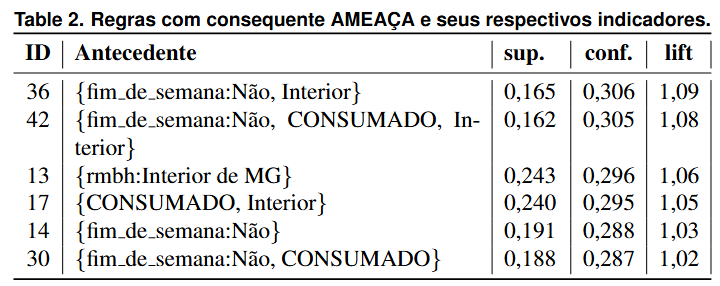 Table 2. Regras com consequente AMEAÇA e seus respectivos indicadores.
ID Antecedente sup. conf. lift
36 {fim_de_semana:Não, Interior} 0,165 0,306 1,09
42 {fim_de_semana:Não, CONSUMADO, In- 0,162 0,305 1,08
terior}
13 {rmbh:Interior de MG} 0,243 0,296 1,06
17 {CONSUMADO, Interior} 0,240 0,295 1,05
14 {fim_de_semana:Não} 0,191 0,288 1,03
30 {fim_de_semana:Não, CONSUMADO} 0,188 0,287 1,02